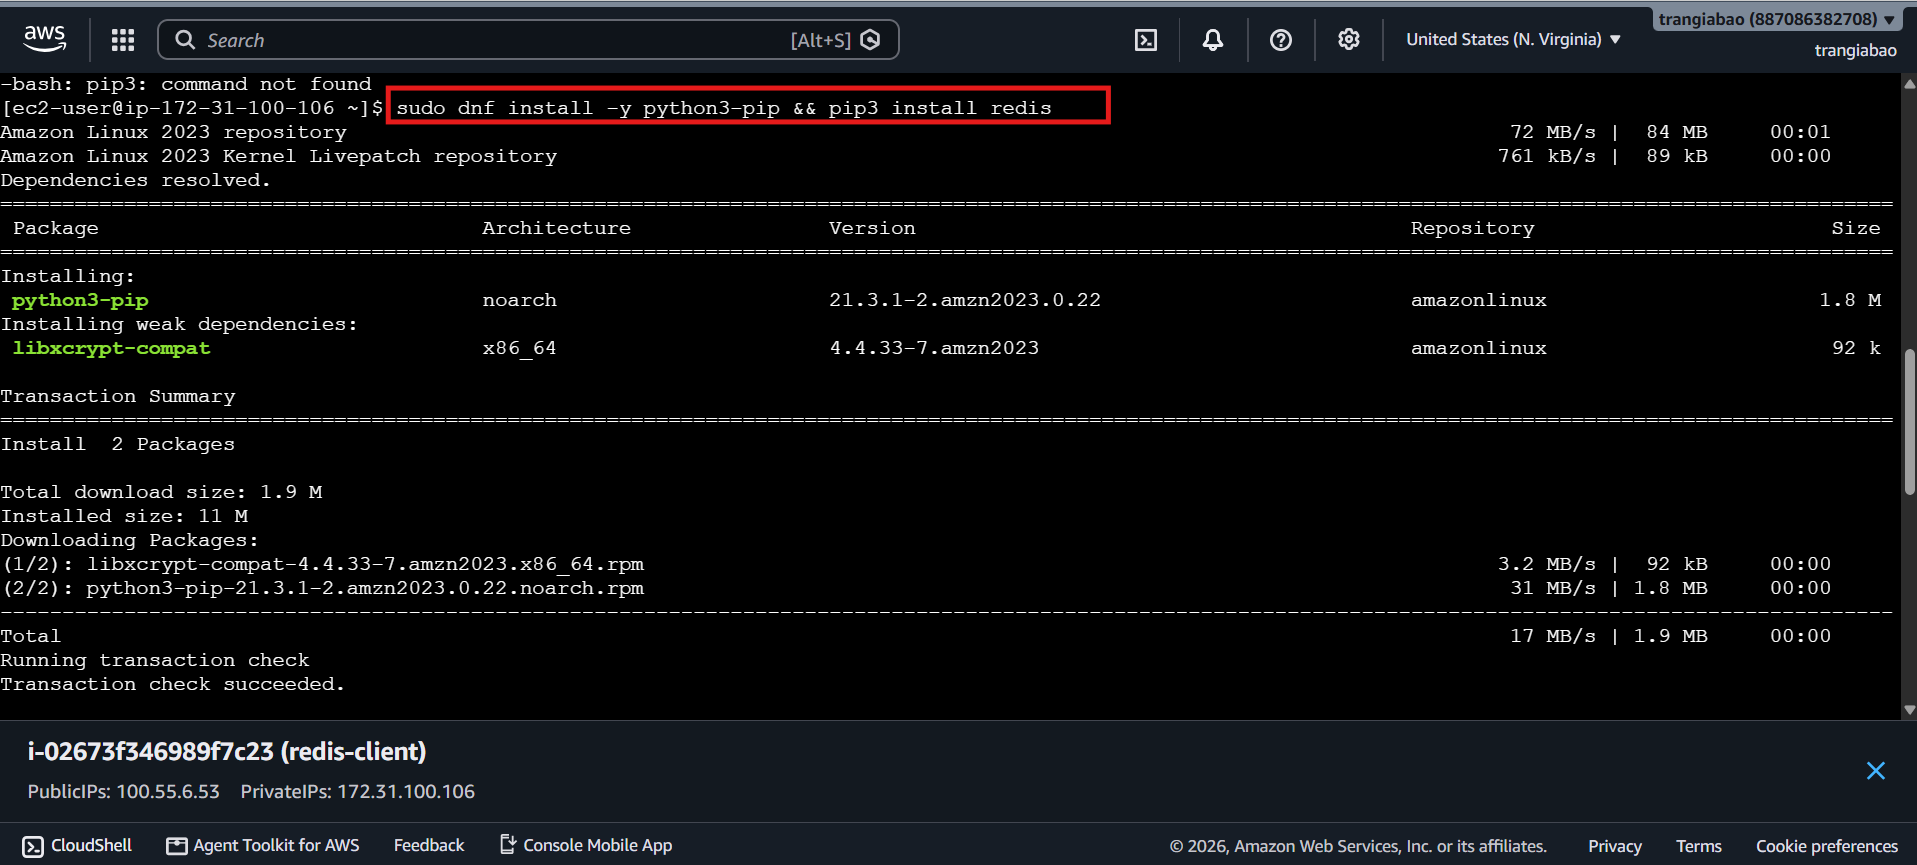 aws
Search [Alt+S]
United States (N. Virginia)
trangiabao (887086382708)
trangiabao
-bash: pip3: command not found
[ec2-user@ip-172-31-100-106 ~]$ sudo dnf install -y python3-pip && pip3 install redis
Amazon Linux 2023 repository 72 MB/s | 84 MB 00:01
Amazon Linux 2023 Kernel Livepatch repository 761 kB/s | 89 kB 00:00
Dependencies resolved.
Package Architecture Version Repository Size
Installing:
python3-pip noarch 21.3.1-2.amzn2023.0.22 amazonlinux 1.8 M
Installing weak dependencies:
libxcrypt-compat x86_64 4.4.33-7.amzn2023 amazonlinux 92 k
Transaction Summary
Install 2 Packages
Total download size: 1.9 M
Installed size: 11 M
Downloading Packages:
(1/2): libxcrypt-compat-4.4.33-7.amzn2023.x86_64.rpm 3.2 MB/s | 92 kB 00:00
(2/2): python3-pip-21.3.1-2.amzn2023.0.22.noarch.rpm 31 MB/s | 1.8 MB 00:00
Total 17 MB/s | 1.9 MB 00:00
Running transaction check
Transaction check succeeded.
i-02673f346989f7c23 (redis-client)
PublicIPs: 100.55.6.53 PrivateIPs: 172.31.100.106
CloudShell Agent Toolkit for AWS Feedback Console Mobile App © 2026, Amazon Web Services, Inc. or its affiliates. Privacy Terms Cookie preferences